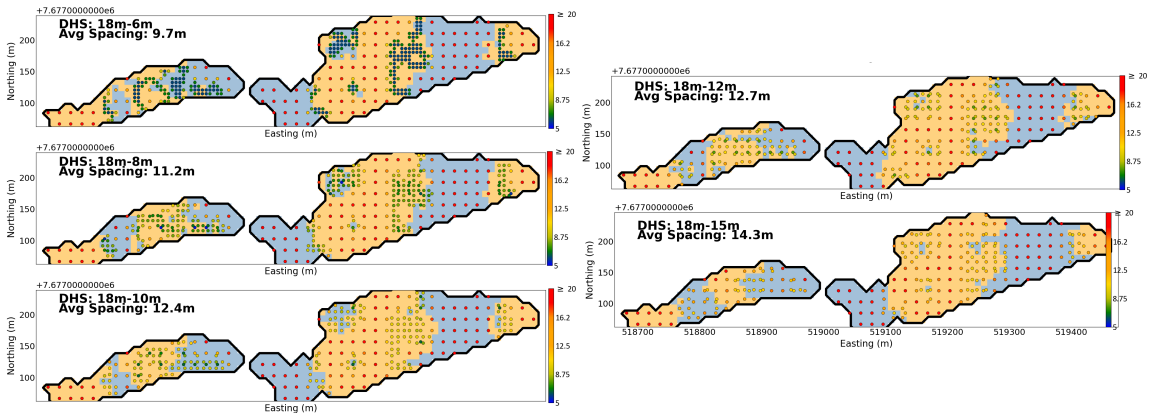 +7.6770000000e6
DHS: 18m-6m
Avg Spacing: 9.7m
Northing (m)
200
150
100
Easting (m)
≥ 20
16.2
12.5
8.75
5
+7.6770000000e6
DHS: 18m-8m
Avg Spacing: 11.2m
Northing (m)
200
150
100
Easting (m)
≥ 20
16.2
12.5
8.75
5
+7.6770000000e6
DHS: 18m-10m
Avg Spacing: 12.4m
Northing (m)
200
150
100
Easting (m)
≥ 20
16.2
12.5
8.75
5
+7.6770000000e6
DHS: 18m-12m
Avg Spacing: 12.7m
Northing (m)
200
150
100
Easting (m)
≥ 20
16.2
12.5
8.75
5
+7.6770000000e6
DHS: 18m-15m
Avg Spacing: 14.3m
Northing (m)
200
150
100
518700 518800 518900 519000 519100 519200 519300 519400
Easting (m)
≥ 20
16.2
12.5
8.75
5